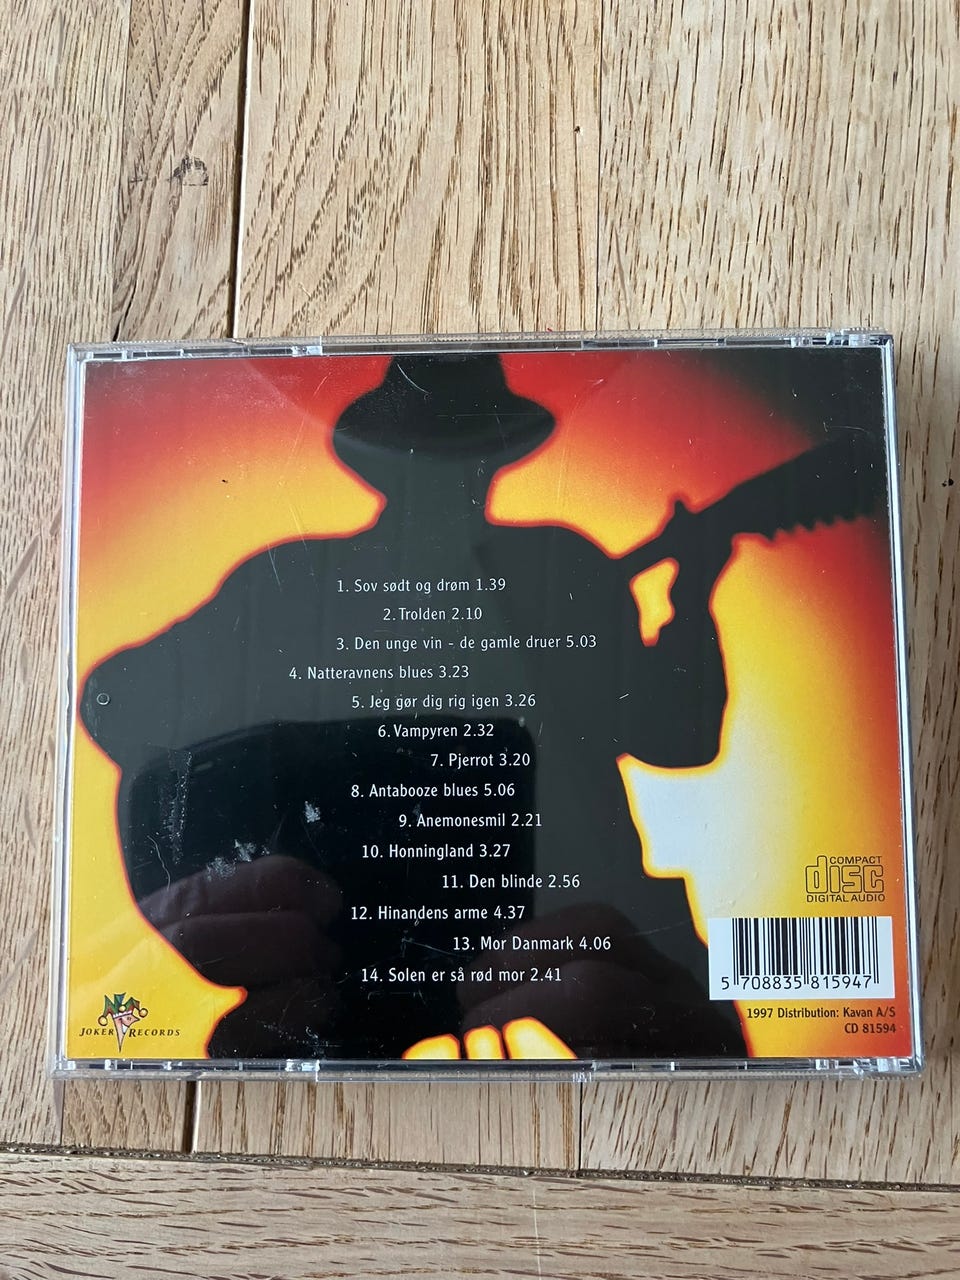 1. Sov sødt og drøm 1.39
2. Trolden 2.10
3. Den unge vin - de gamle druer 5.03
4. Natteravnens blues 3.23
5. Jeg gør dig rig igen 3.26
6. Vampyren 2.32
7. Pjerrot 3.20
8. Antabooze blues 5.06
9. Anemonesmil 2.21
10. Honningland 3.27
11. Den blinde 2.56
12. Hinandens arme 4.37
13. Mor Danmark 4.06
14. Solen er så rød mor 2.41
COMPACT
disc
DIGITAL AUDIO
5 708835 815947
1997 Distribution: Kavan A/S
CD 81594
JOKER RECORDS